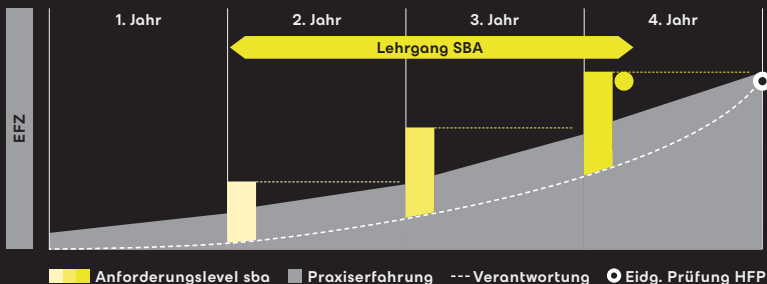 1. Jahr 2. Jahr 3. Jahr 4. Jahr
Lehrgang SBA
EFZ
Anforderungslevel sba Praxiserfahrung Verantwortung Eidg. Prüfung HFP